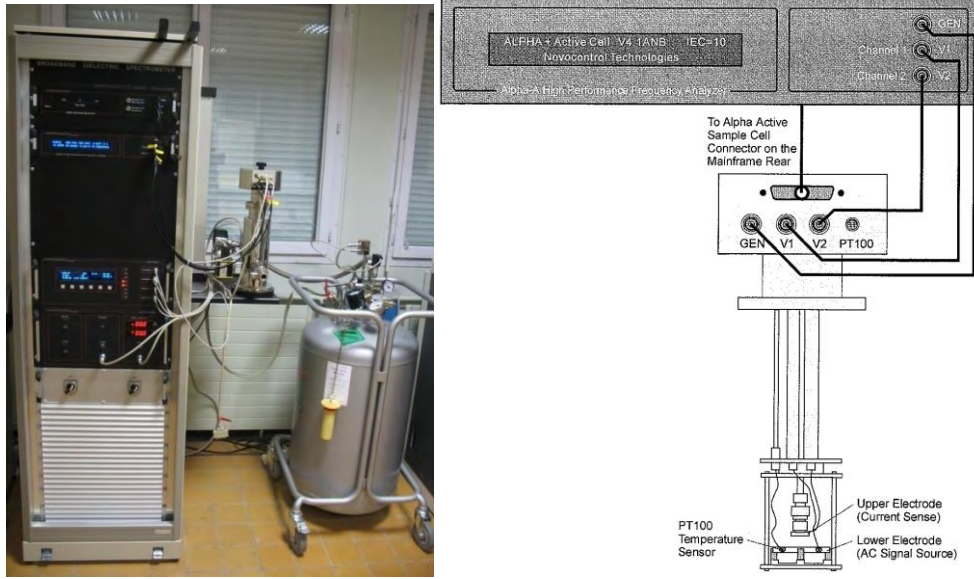 BROADBAND DIELECTRIC SPECTROMETER
ALPHA + Active Cell V4 1ANB IEC=10
Novocontrol Technologies
Alpha-A High Performance Frequency Analyzer
GEN
Channel 1 V1
Channel 2 V2
To Alpha Active
Sample Cell
Connector on the
Mainframe Rear
GEN V1 V2 PT100
Upper Electrode
(Current Sense)
PT100
Temperature
Sensor
Lower Electrode
(AC Signal Source)